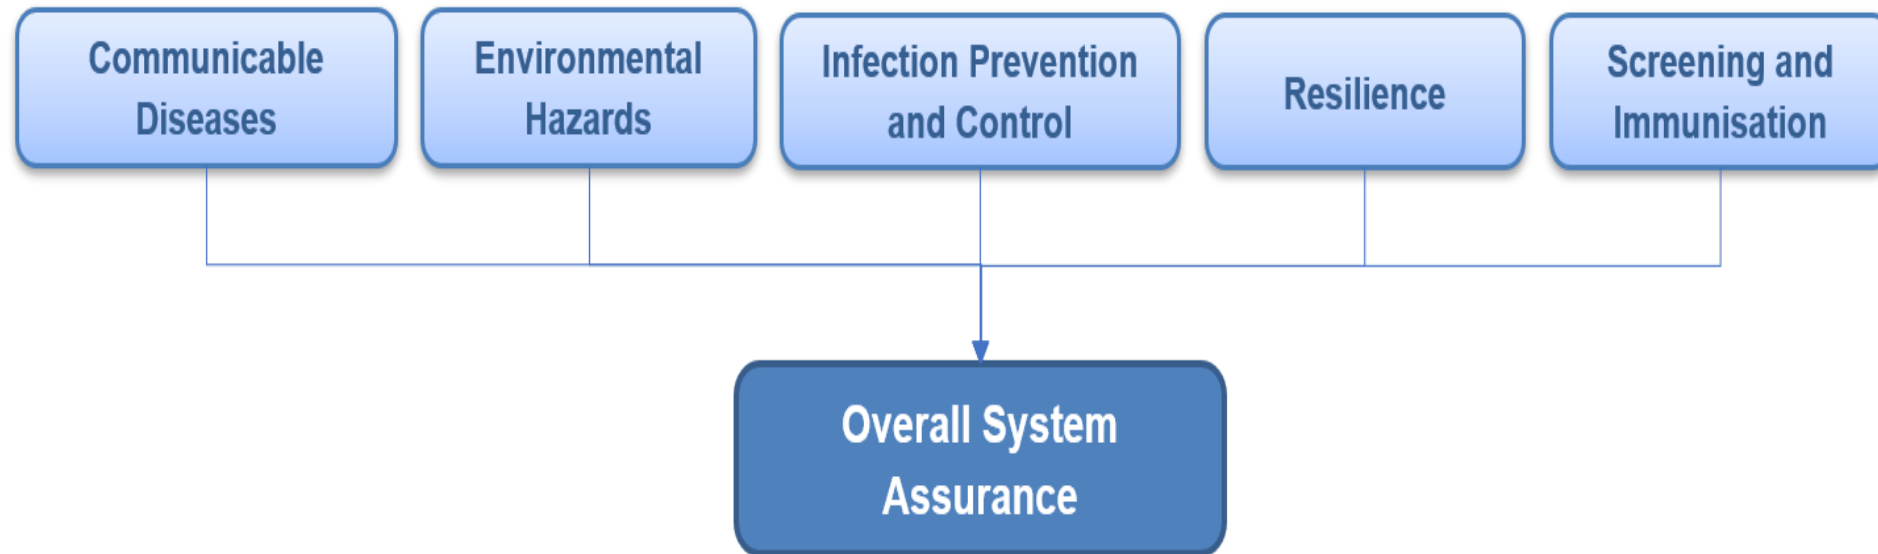 Communicable
Diseases
Environmental
Hazards
Infection Prevention
and Control
Resilience
Screening and
Immunisation
Overall System
Assurance